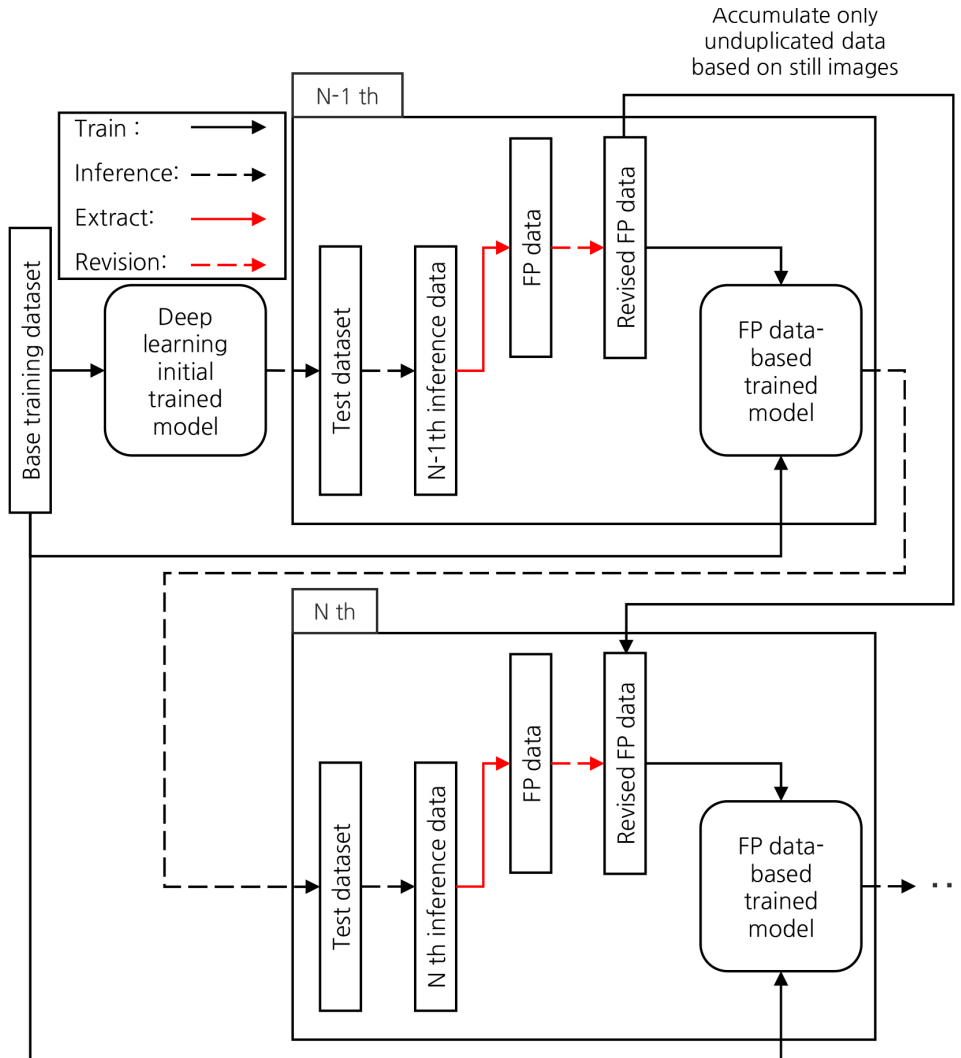 Accumulate only
unduplicated data
based on still images
N-1 th
Train :
Inference:
Extract:
Revision:
Base training dataset
Deep
learning
initial
trained
model
Test dataset
N-1th inference data
FP data
Revised FP data
FP data-
based
trained
model
N th
Test dataset
N th inference data
FP data
Revised FP data
FP data-
based
trained
model
..